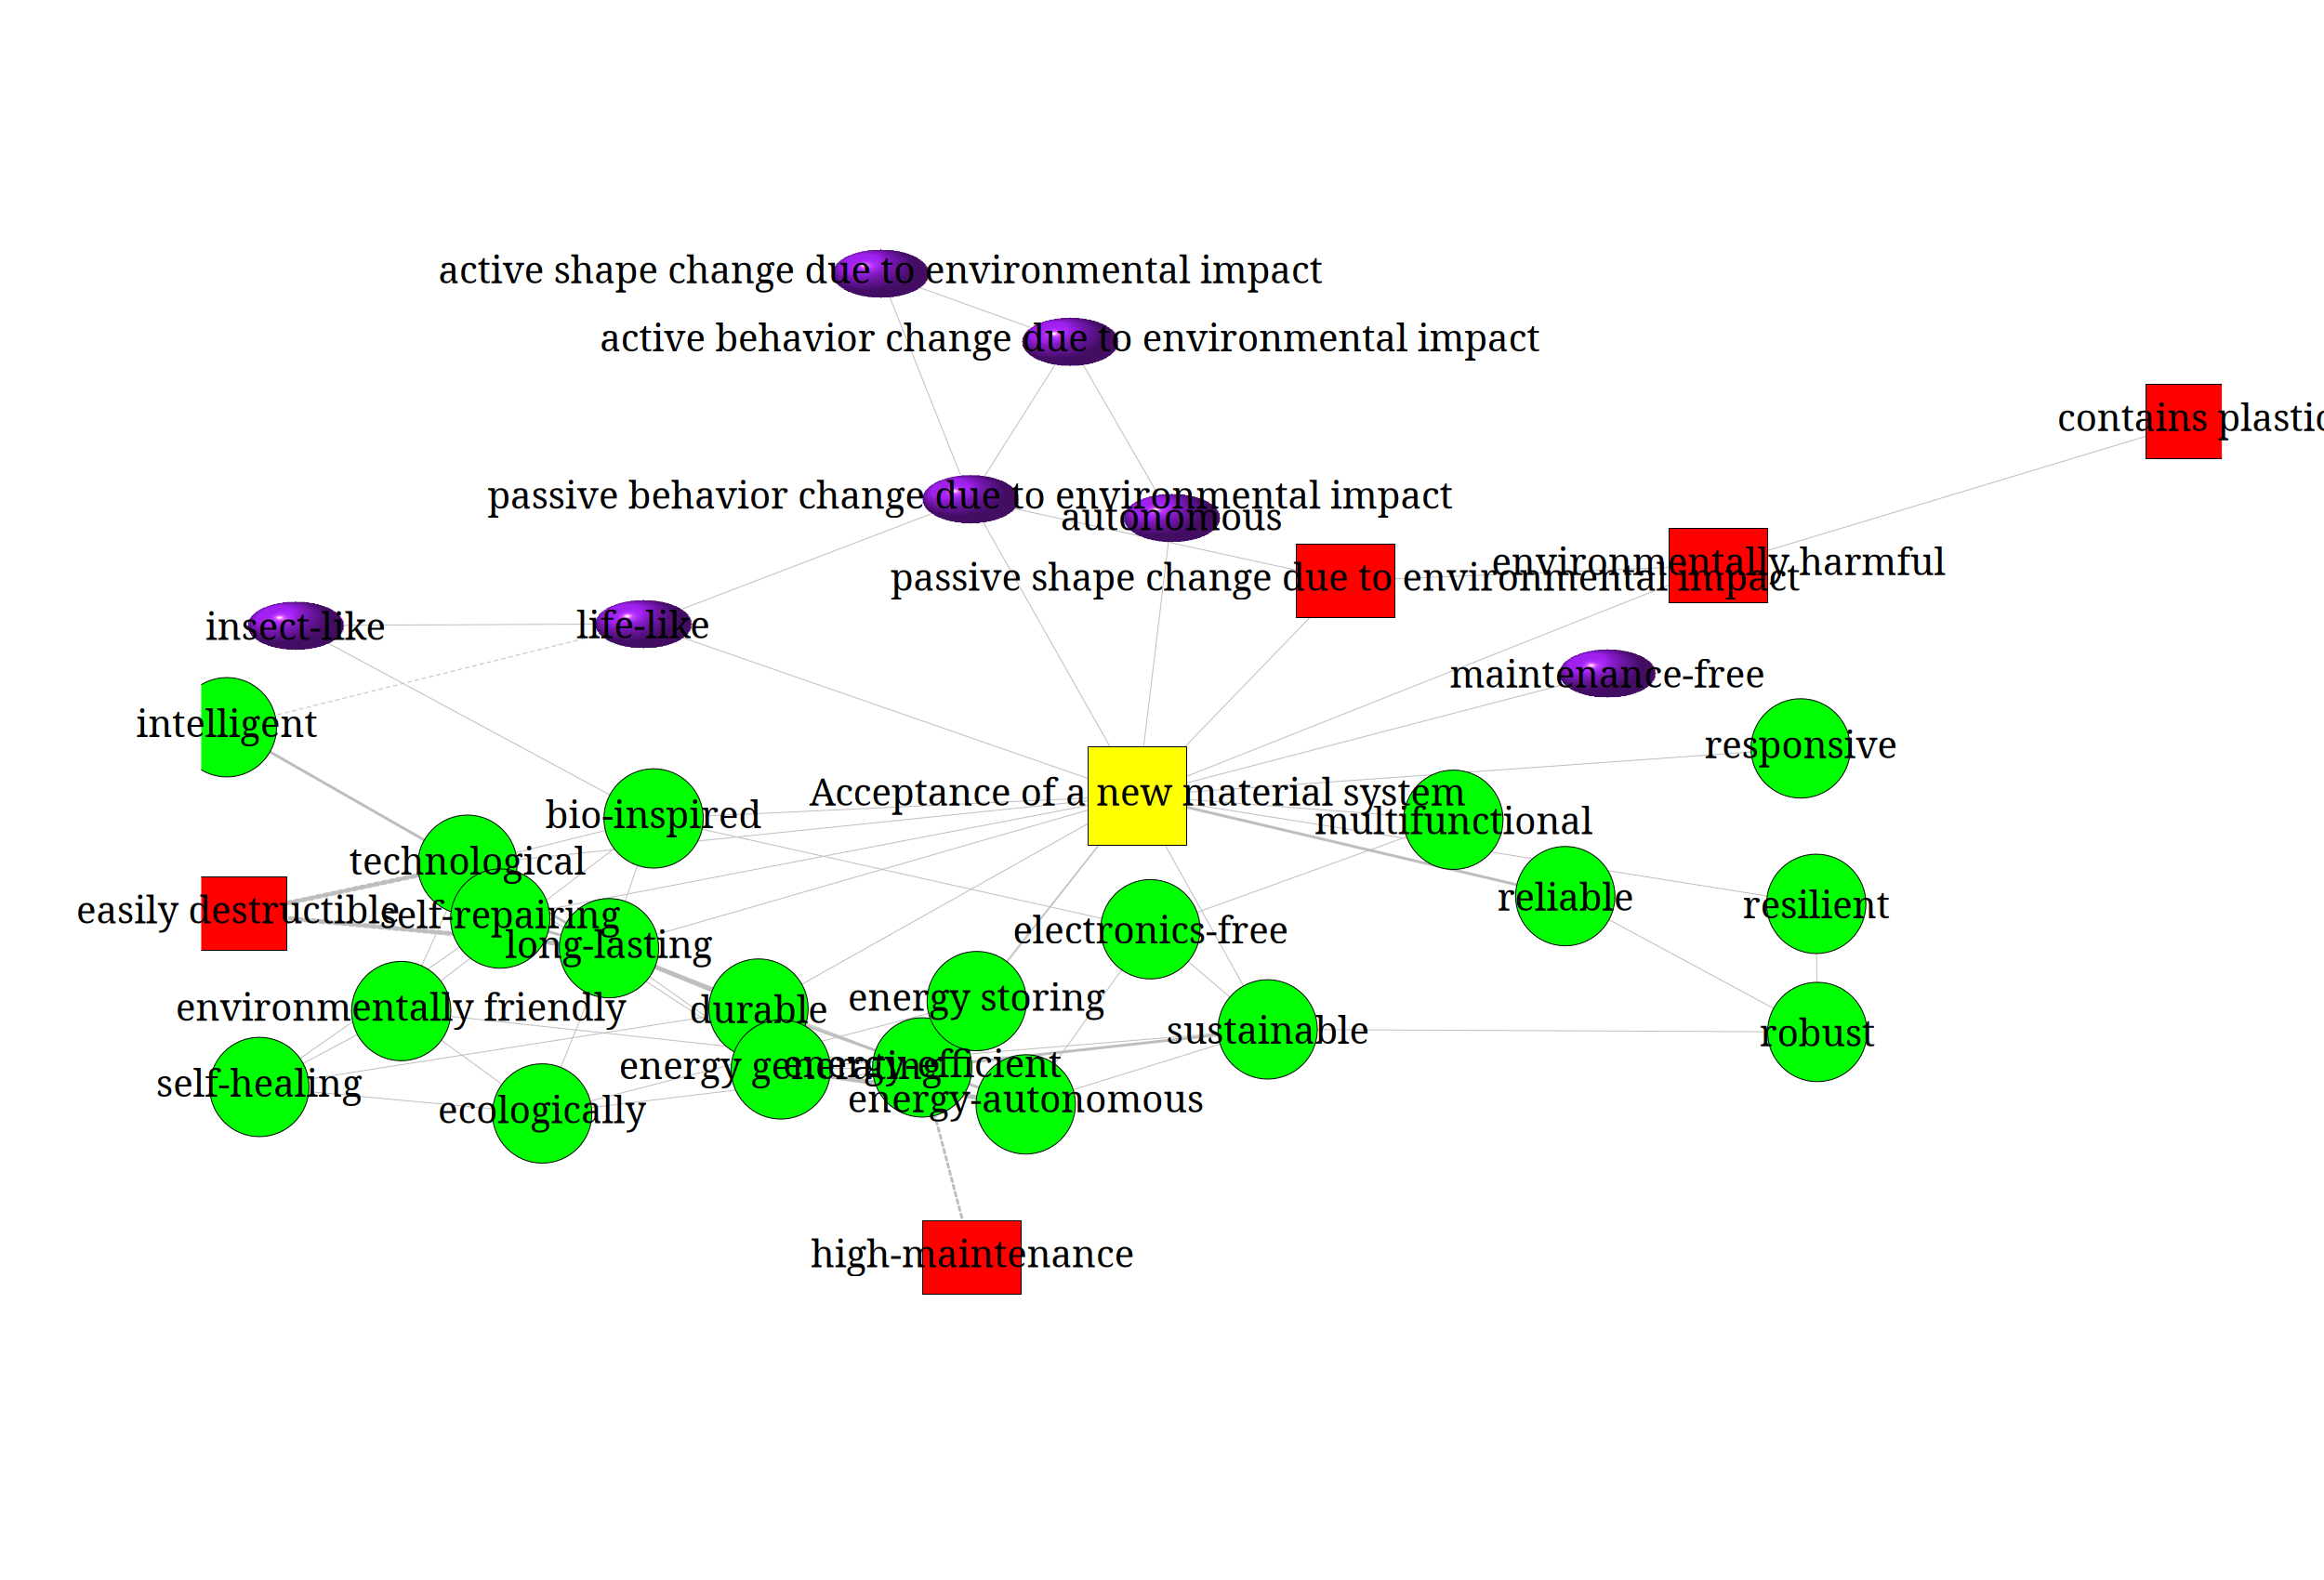 active shape change due to environmental impact
active behavior change due to environmental impact
contains plastic
passive behavior change due to environmental impact
autonomous
environmentally harmful
passive shape change due to environmental impact
insect-like
life-like
maintenance-free
intelligent
responsive
Acceptance of a new material system
bio-inspired
multifunctional
technological
reliable
resilient
easily destructible
self-repairing
electronics-free
long-lasting
energy storing
environmentally friendly
durable
sustainable
robust
energy generating
energy-efficient
self-healing
energy-autonomous
ecologically
high-maintenance